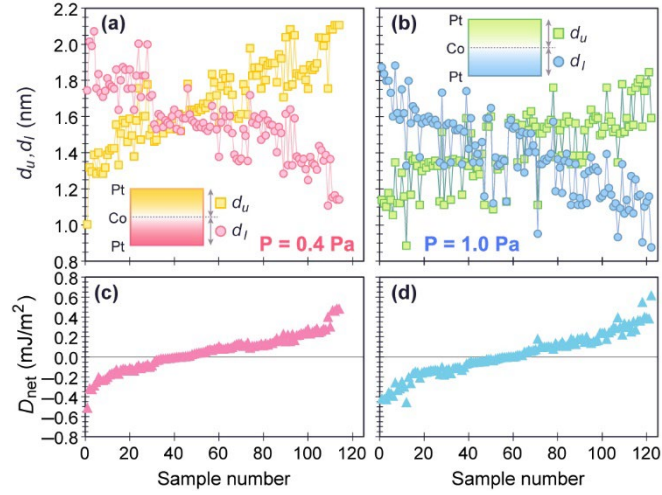 (a)
(b)
2.2
2.0
1.8
1.6
1.4
1.2
1.0
0.8
d_u, d_l (nm)
Pt
Co
Pt
d_u
d_l
P = 0.4 Pa
Pt
Co
Pt
d_u
d_l
P = 1.0 Pa
(c)
(d)
0.8
0.6
0.4
0.2
0.0
−0.2
−0.4
−0.6
−0.8
D_net (mJ/m²)
0 20 40 60 80 100 120
0 20 40 60 80 100 120
Sample number
Sample number